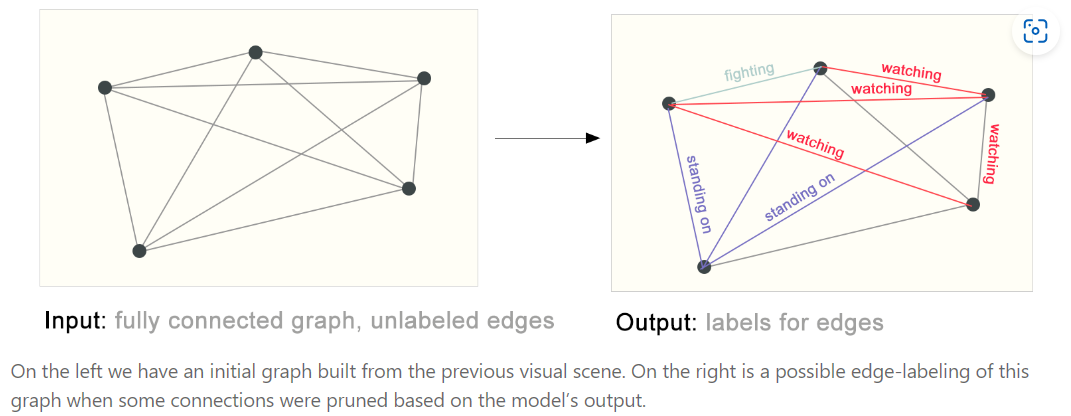 fighting
watching
watching
watching
watching
standing on
standing on
Input: fully connected graph, unlabeled edges
Output: labels for edges
On the left we have an initial graph built from the previous visual scene. On the right is a possible edge-labeling of this
graph when some connections were pruned based on the model’s output.